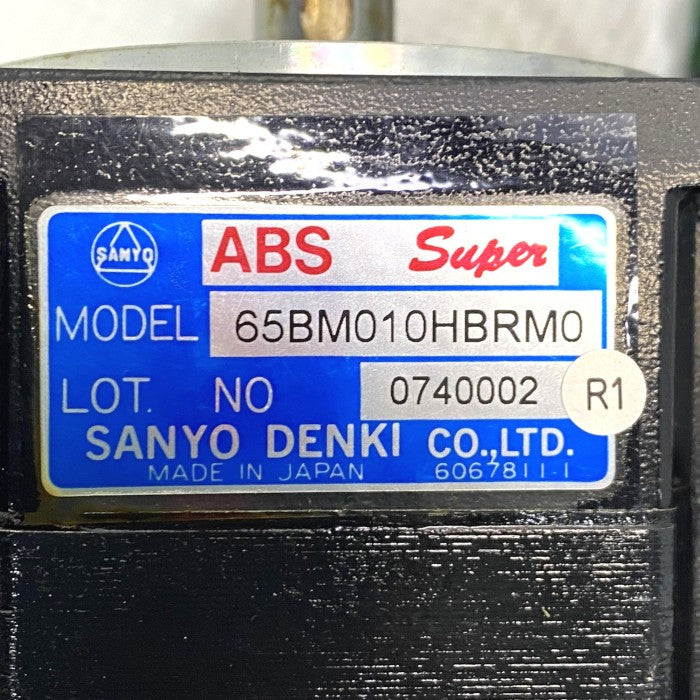 SANYO
ABS Super
MODEL 65BM010HBRM0
LOT. NO 0740002 R1
SANYO DENKI CO.,LTD.
MADE IN JAPAN 6067811-1